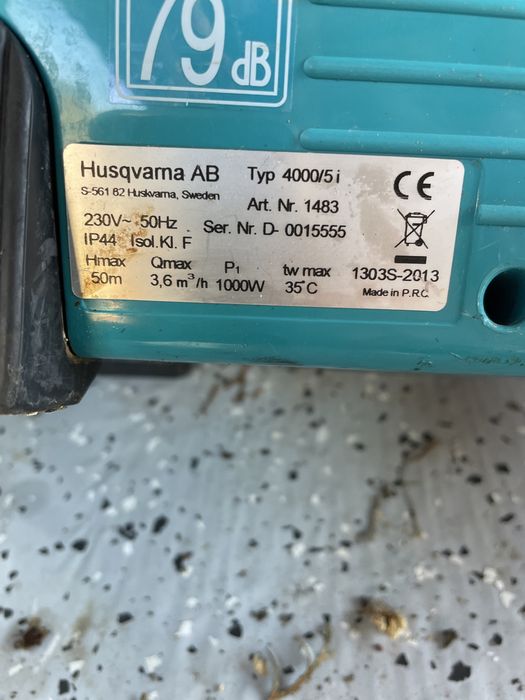 79 dB
Husqvarna AB Typ 4000/5 i
S-561 82 Huskvarna, Sweden
Art. Nr. 1483
230V~ 50Hz Ser. Nr. D- 0015555
IP44 Isol.Kl. F
Hmax Qmax P1 tw max 1303S-2013
50m 3,6 m³/h 1000W 35°C Made in P.R.C.
CE